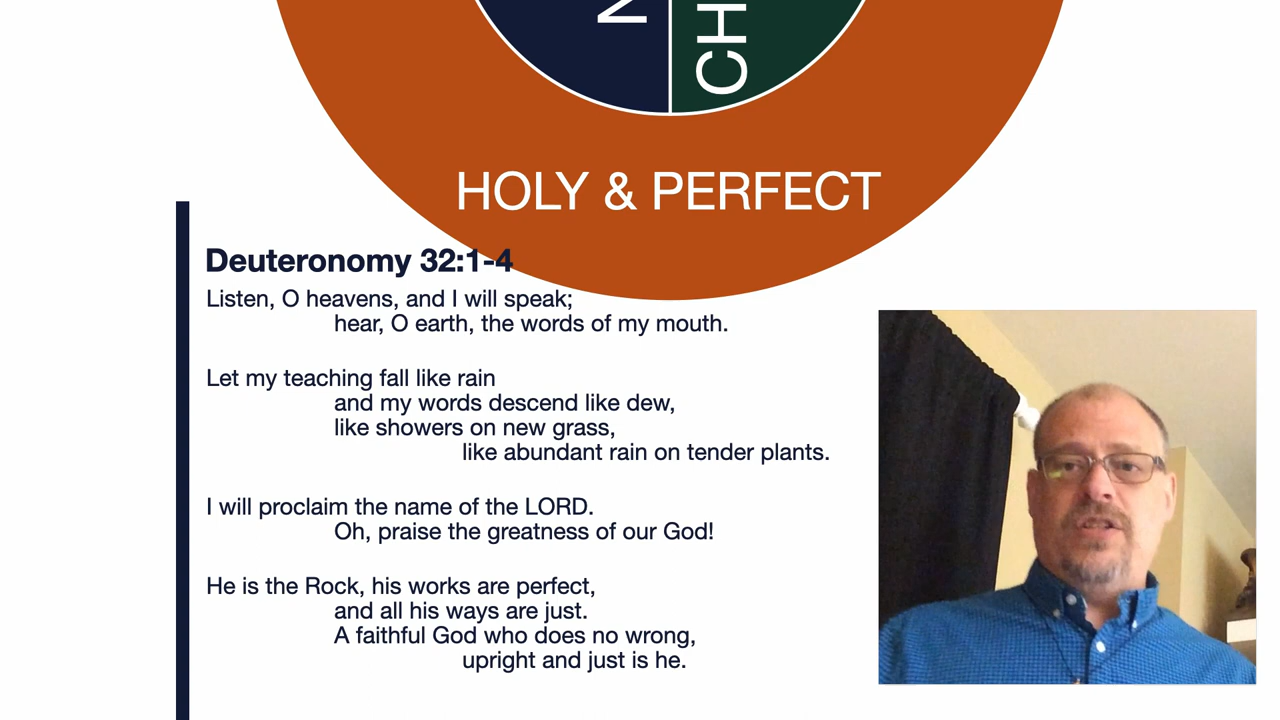 N
CH
HOLY & PERFECT
Deuteronomy 32:1-4
Listen, O heavens, and I will speak;
hear, O earth, the words of my mouth.
Let my teaching fall like rain
and my words descend like dew,
like showers on new grass,
like abundant rain on tender plants.
I will proclaim the name of the LORD.
Oh, praise the greatness of our God!
He is the Rock, his works are perfect,
and all his ways are just.
A faithful God who does no wrong,
upright and just is he.